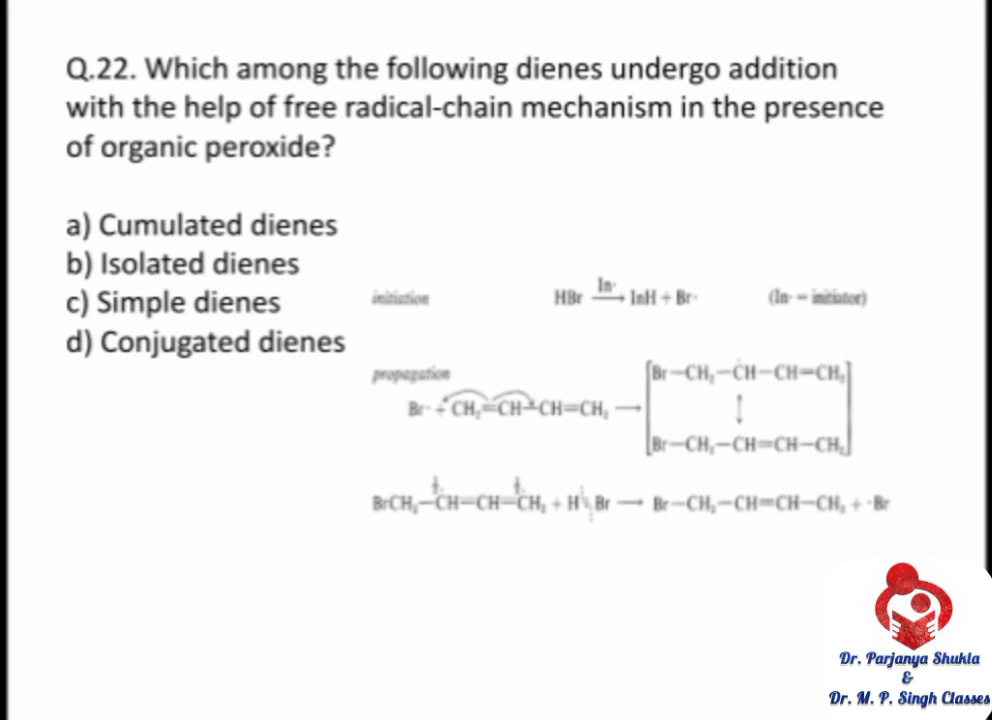 Q.22. Which among the following dienes undergo addition
with the help of free radical-chain mechanism in the presence
of organic peroxide?
a) Cumulated dienes
b) Isolated dienes
c) Simple dienes
d) Conjugated dienes
initiation HBr In· → InH + Br· (In· = initiator)
propagation
[Br—CH₂—ĊH—CH=CH₂]
Br· + CH₂=CH—CH=CH₂ → ↕
[Br—CH₂—CH=CH—CH₂]
BrCH₂—CH=CH—CH₂ + H Br → Br—CH₂—CH=CH—CH₃ + ·Br
Dr. Parjanya Shukla
&
Dr. M. P. Singh Classes